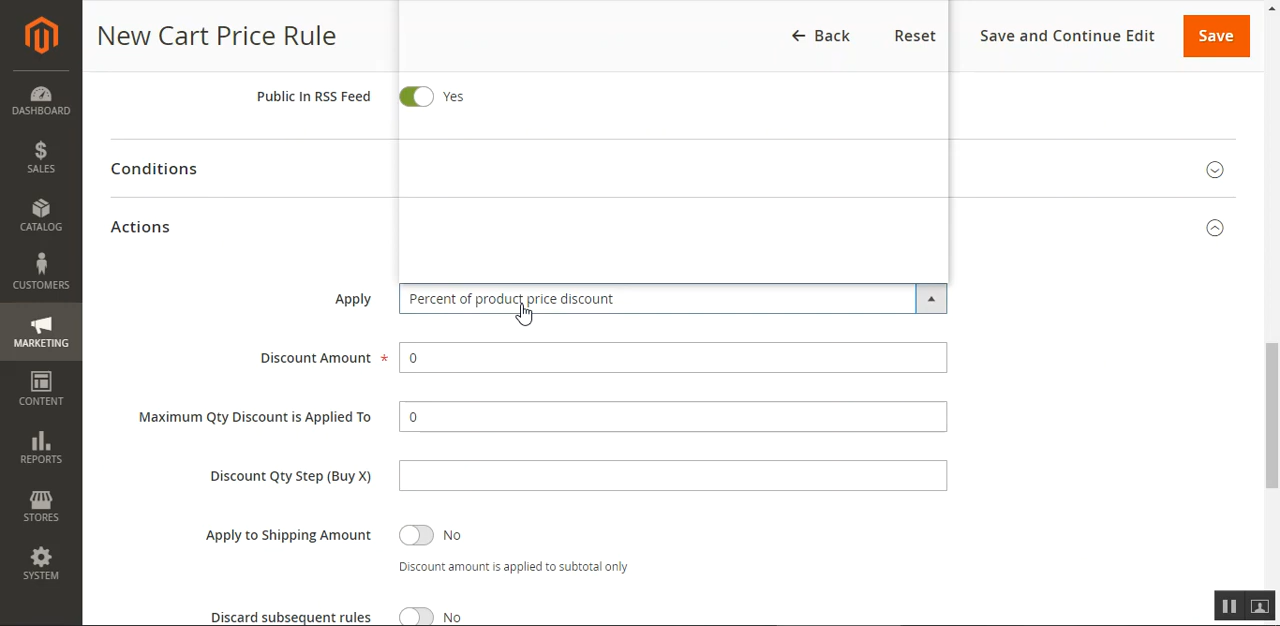 New Cart Price Rule
← Back
Reset
Save and Continue Edit
Save
DASHBOARD
SALES
CATALOG
CUSTOMERS
MARKETING
CONTENT
REPORTS
STORES
SYSTEM
Public In RSS Feed
Yes
Conditions
Actions
Apply
Percent of product price discount
Discount Amount *
0
Maximum Qty Discount is Applied To
0
Discount Qty Step (Buy X)
Apply to Shipping Amount
No
Discount amount is applied to subtotal only
Discard subsequent rules
No